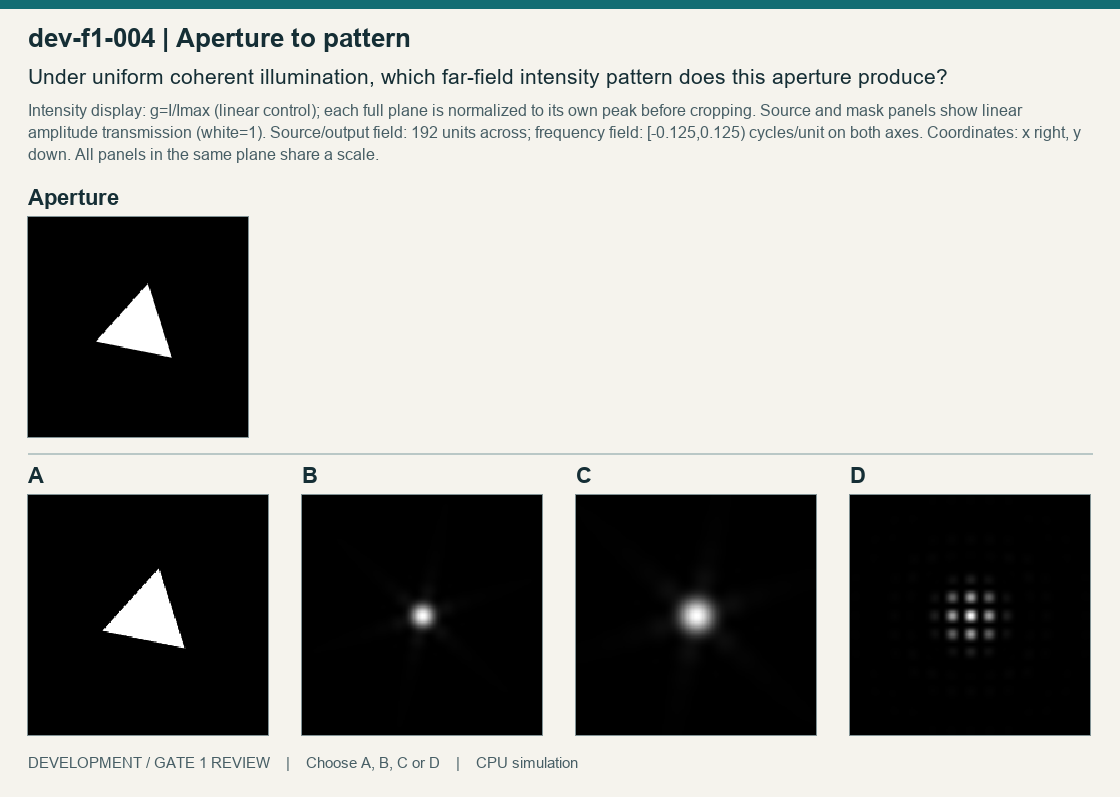 dev-f1-004 | Aperture to pattern
Under uniform coherent illumination, which far-field intensity pattern does this aperture produce?
Intensity display: g=I/Imax (linear control); each full plane is normalized to its own peak before cropping. Source and mask panels show linear
amplitude transmission (white=1). Source/output field: 192 units across; frequency field: [-0.125,0.125) cycles/unit on both axes. Coordinates: x right, y
down. All panels in the same plane share a scale.
Aperture
A
B
C
D
DEVELOPMENT / GATE 1 REVIEW | Choose A, B, C or D | CPU simulation